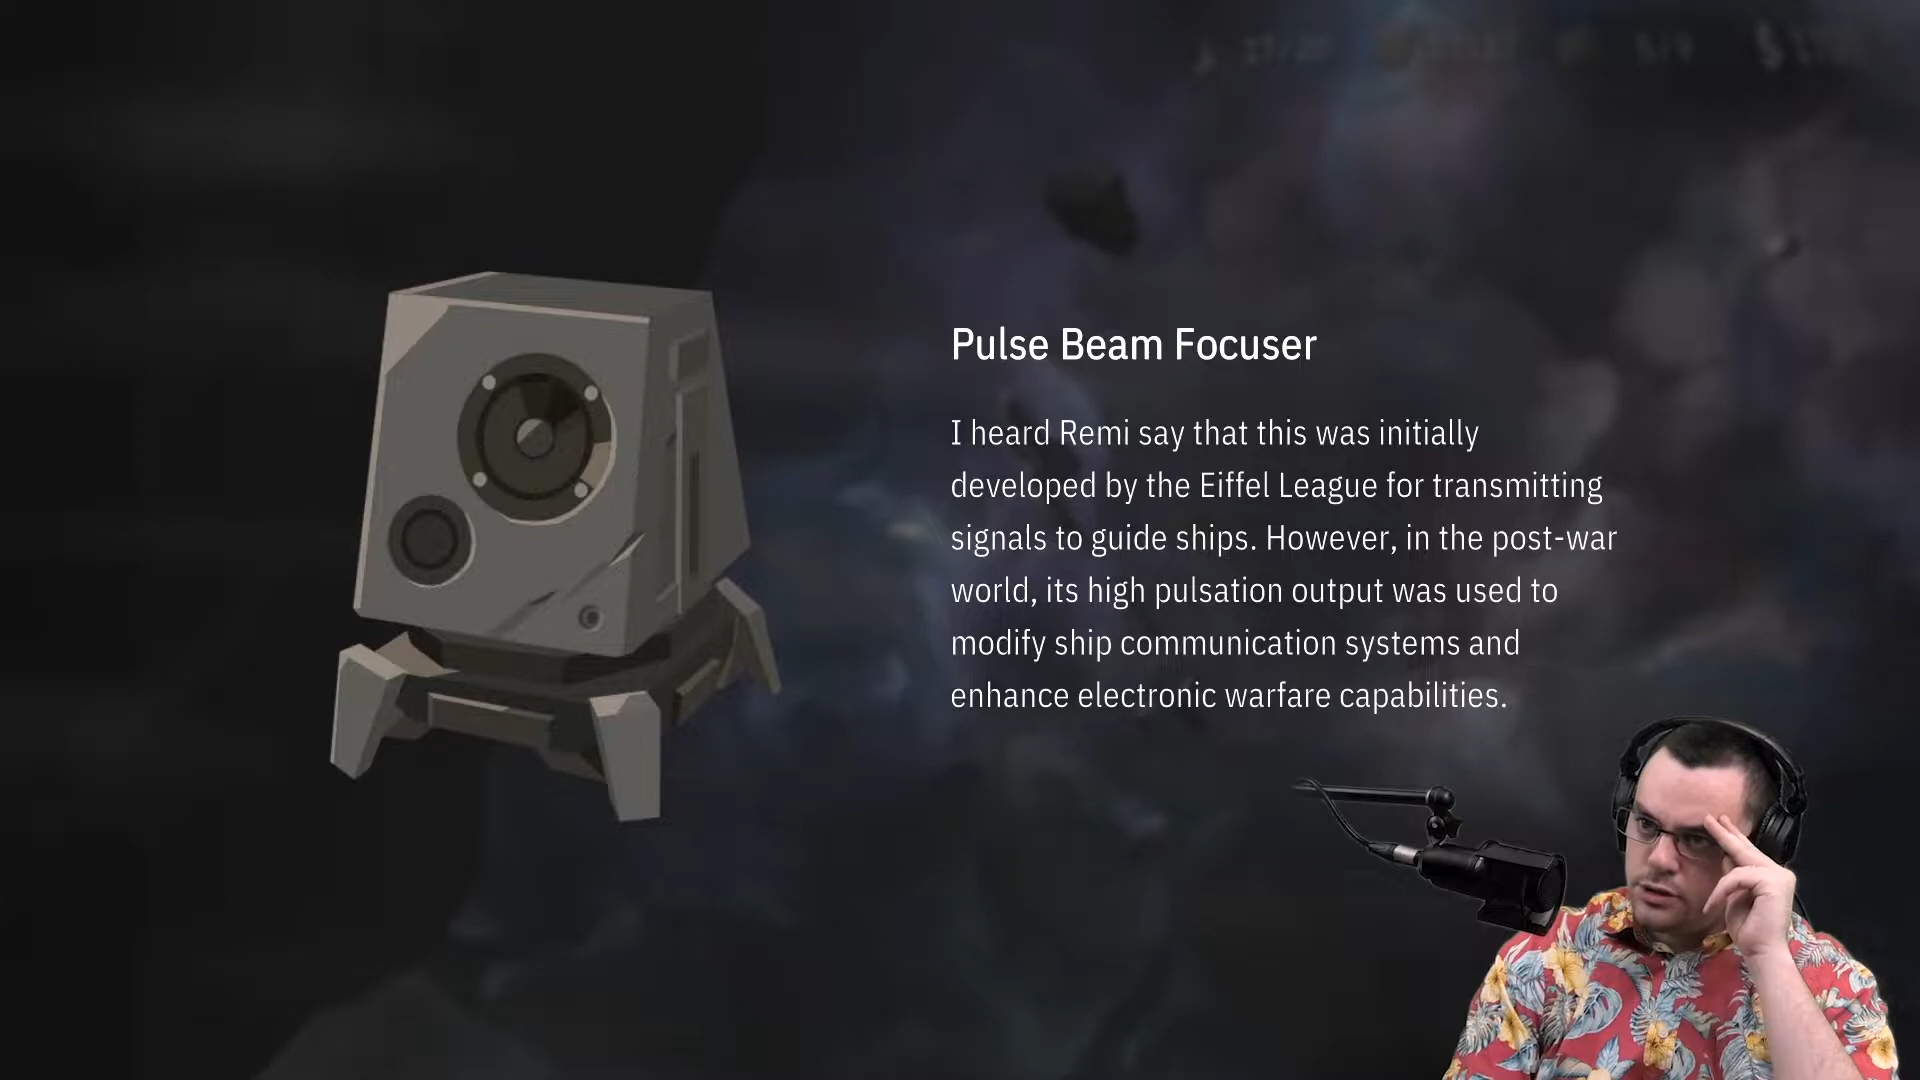 Pulse Beam Focuser
I heard Remi say that this was initially
developed by the Eiffel League for transmitting
signals to guide ships. However, in the post-war
world, its high pulsation output was used to
modify ship communication systems and
enhance electronic warfare capabilities.